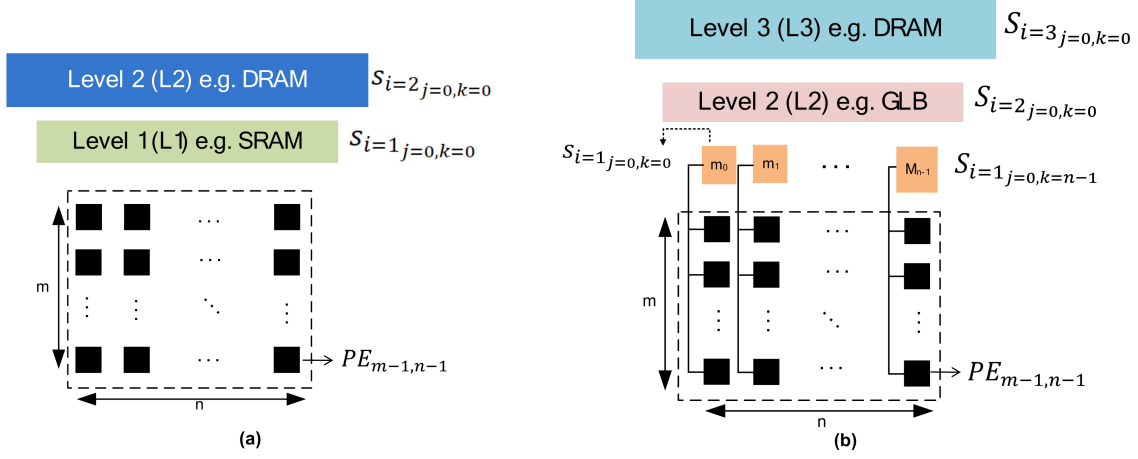 Level 2 (L2) e.g. DRAM
s_{i=2_{j=0,k=0}}
Level 1(L1) e.g. SRAM
s_{i=1_{j=0,k=0}}
...
...
m
...
PE_{m-1,n-1}
n
(a)
Level 3 (L3) e.g. DRAM
S_{i=3_{j=0,k=0}}
Level 2 (L2) e.g. GLB
S_{i=2_{j=0,k=0}}
s_{i=1_{j=0,k=0}}
m_0
m_1
...
M_{n-1}
S_{i=1_{j=0,k=n-1}}
...
...
m
...
PE_{m-1,n-1}
n
(b)